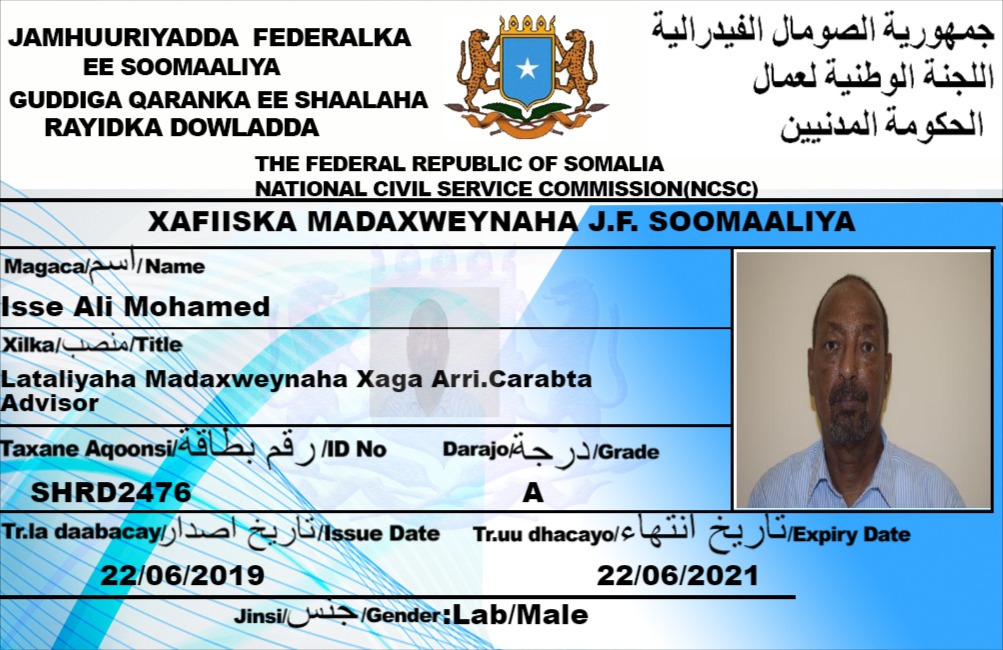 JAMHUURIYADDA FEDERALKA
EE SOOMAALIYA
GUDDIGA QARANKA EE SHAALAHA
RAYIDKA DOWLADDA
جمهورية الصومال الفيدرالية
اللجنة الوطنية لعمال
الحكومة المدنيين
THE FEDERAL REPUBLIC OF SOMALIA
NATIONAL CIVIL SERVICE COMMISSION(NCSC)
XAFIISKA MADAXWEYNAHA J.F. SOOMAALIYA
Magaca/أسم/Name
Isse Ali Mohamed
Xilka/منصب/Title
Lataliyaha Madaxweynaha Xaga Arri.Carabta
Advisor
Taxane Aqoonsi/رقم بطاقة/ID No
SHRD2476
Darajo/درجة/Grade
A
Tr.la daabacay/تاريخ اصدار/Issue Date
22/06/2019
Tr.uu dhacayo/تاريخ انتهاء/Expiry Date
22/06/2021
Jinsi/جنس/Gender:Lab/Male